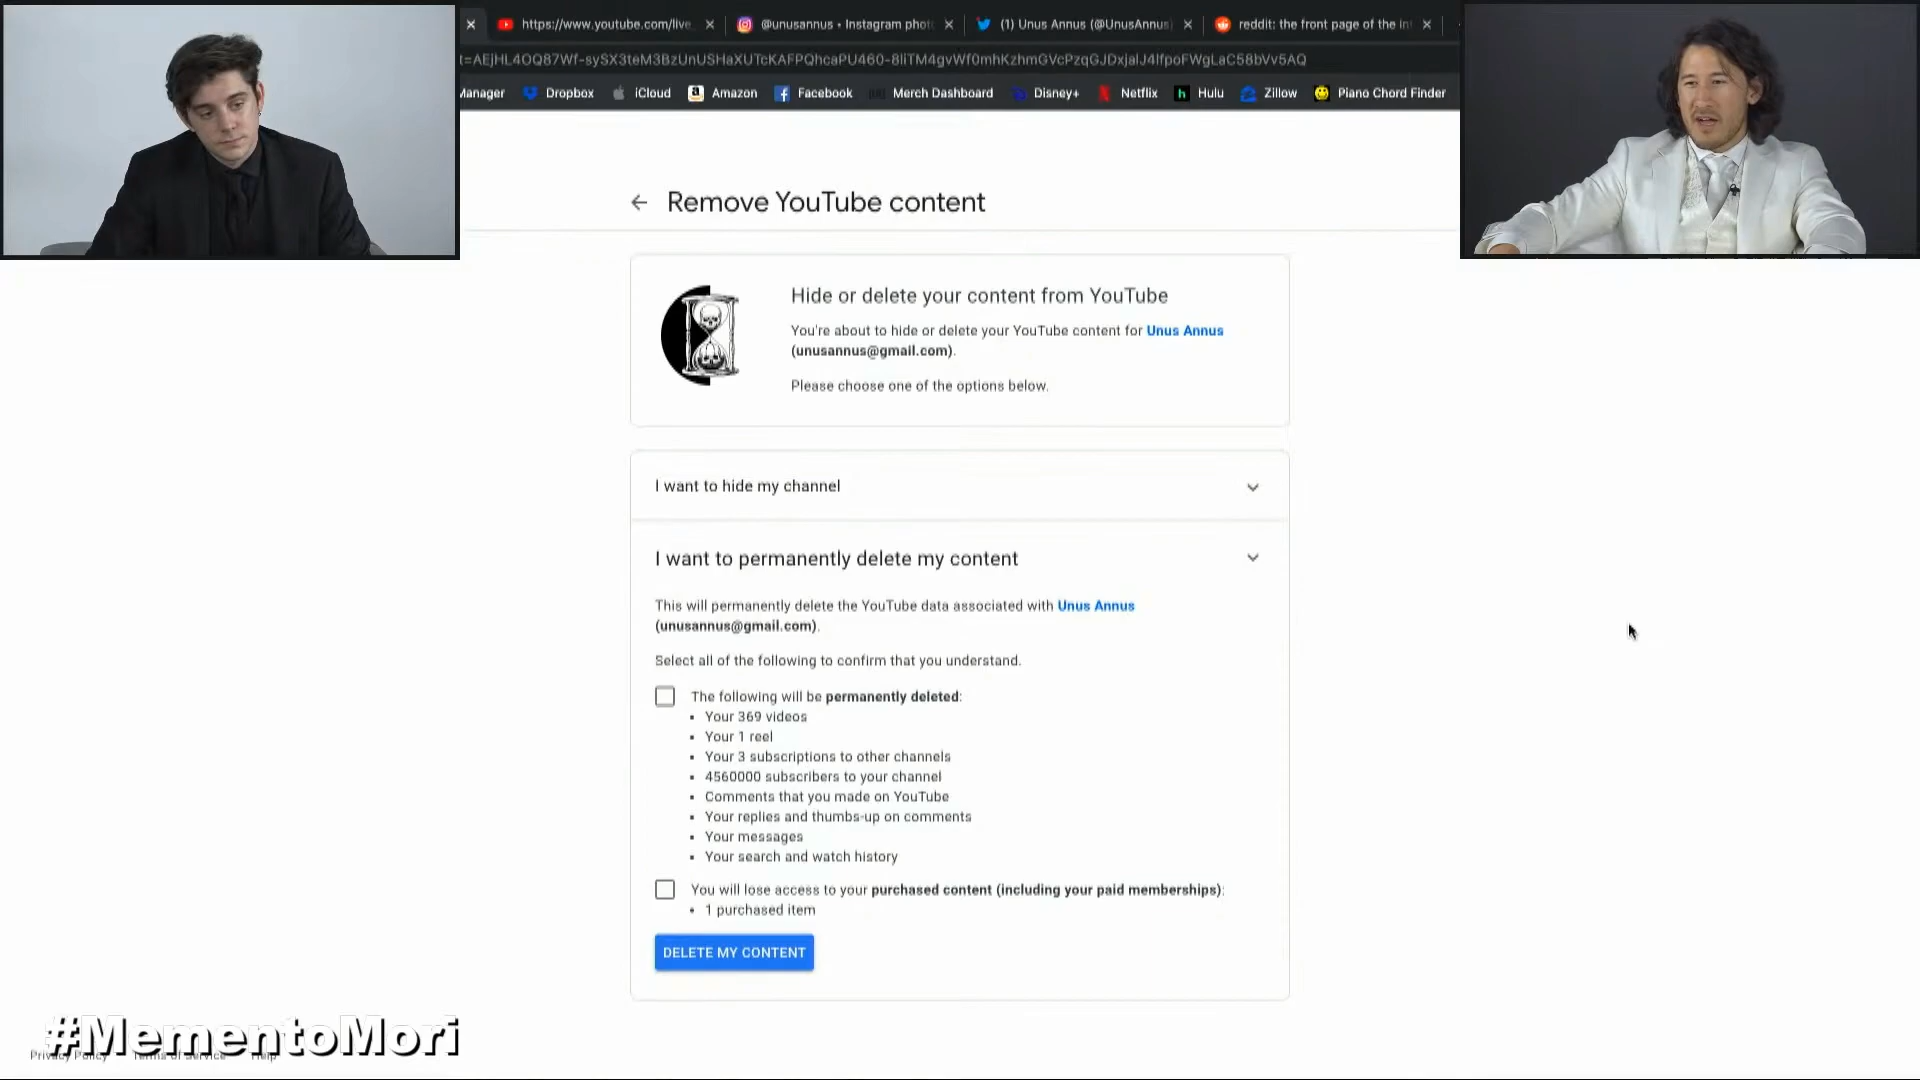 https://www.youtube.com/live
@unusannus • Instagram phot
(1) Unus Annus (@UnusAnnus)
reddit: the front page of the in
Manager Dropbox iCloud Amazon Facebook Merch Dashboard Disney+ Netflix Hulu Zillow Piano Chord Finder
Remove YouTube content
Hide or delete your content from YouTube
You're about to hide or delete your YouTube content for Unus Annus
(unusannus@gmail.com).
Please choose one of the options below.
I want to hide my channel
I want to permanently delete my content
This will permanently delete the YouTube data associated with Unus Annus
(unusannus@gmail.com).
Select all of the following to confirm that you understand.
The following will be permanently deleted:
• Your 369 videos
• Your 1 reel
• Your 3 subscriptions to other channels
• 4560000 subscribers to your channel
• Comments that you made on YouTube
• Your replies and thumbs-up on comments
• Your messages
• Your search and watch history
You will lose access to your purchased content (including your paid memberships):
• 1 purchased item
DELETE MY CONTENT
#MementoMori
Privacy Policy Terms of Service Help